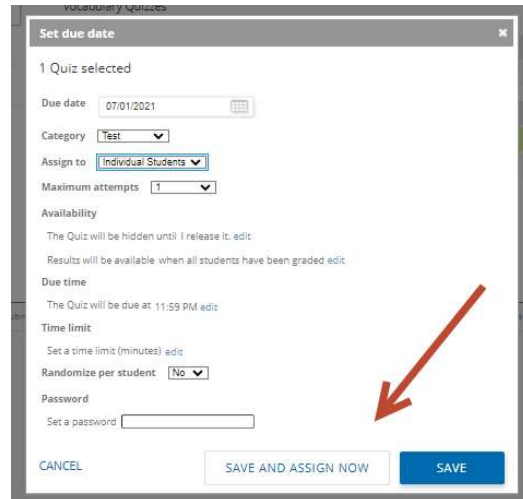 Vocabulary Quizzes
Set due date
1 Quiz selected
Due date 07/01/2021
Category Test
Assign to Individual Students
Maximum attempts 1
Availability
The Quiz will be hidden until I release it. edit
Results will be available when all students have been graded edit
Due time
The Quiz will be due at 11:59 PM edit
Time limit
Set a time limit (minutes) edit
Randomize per student No
Password
Set a password
CANCEL SAVE AND ASSIGN NOW SAVE